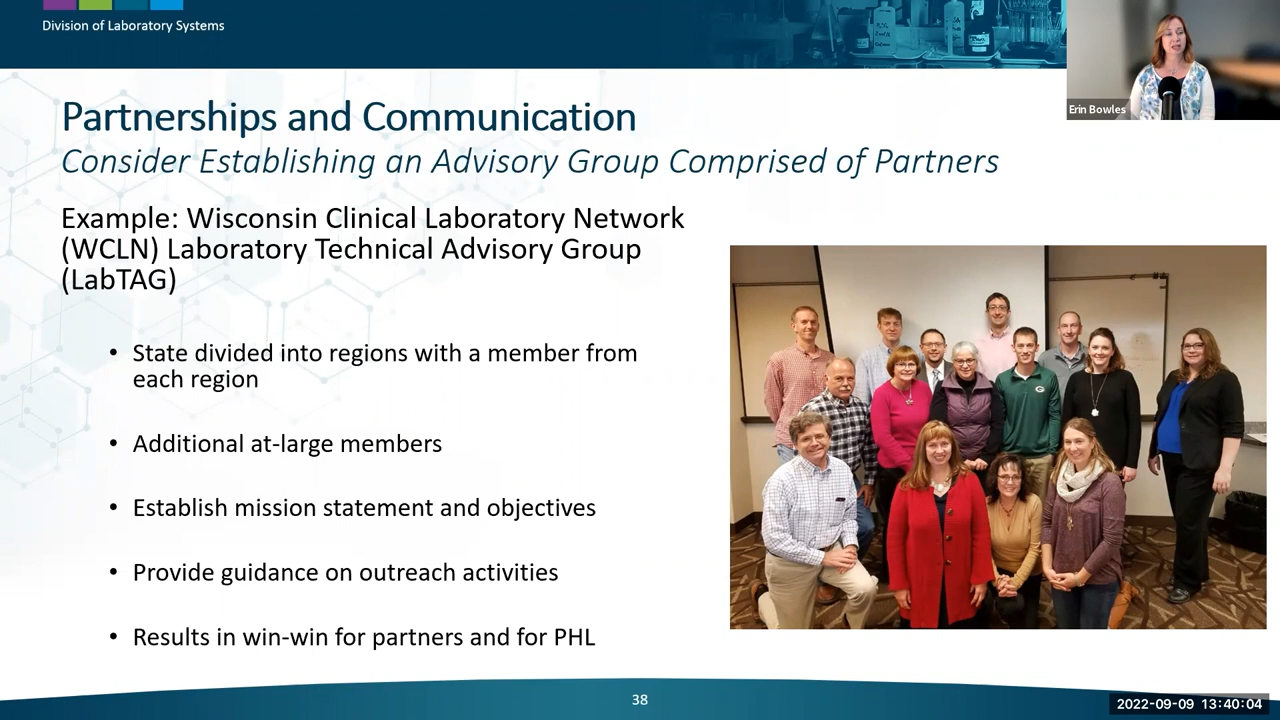 Division of Laboratory Systems
Erin Bowles
Partnerships and Communication
Consider Establishing an Advisory Group Comprised of Partners
Example: Wisconsin Clinical Laboratory Network
(WCLN) Laboratory Technical Advisory Group
(LabTAG)
• State divided into regions with a member from
each region
• Additional at-large members
• Establish mission statement and objectives
• Provide guidance on outreach activities
• Results in win-win for partners and for PHL
G
38
2022-09-09 13:40:04